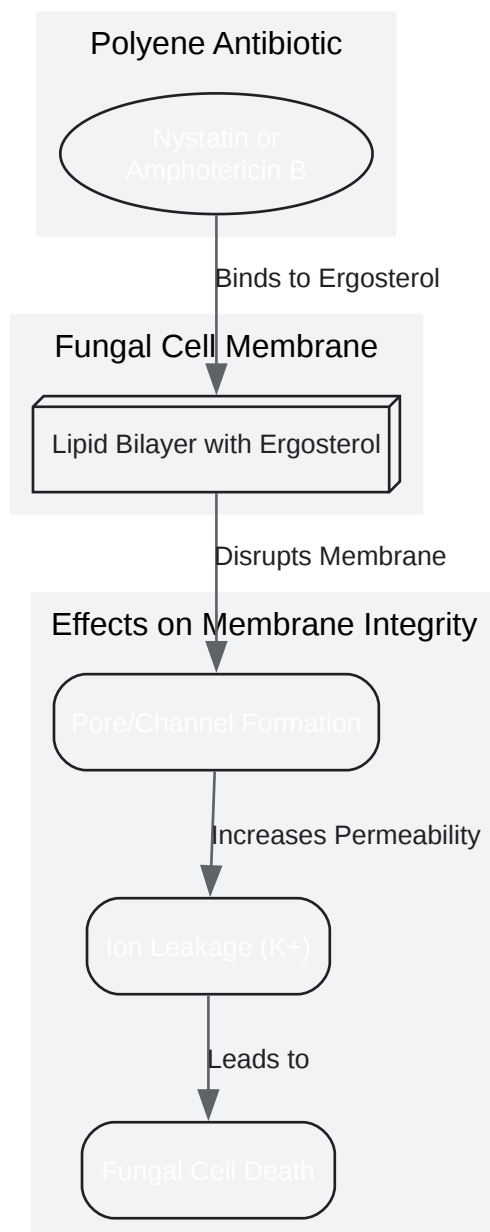 Polyene Antibiotic
Nystatin or
Amphotericin B
Binds to Ergosterol
Fungal Cell Membrane
Lipid Bilayer with Ergosterol
Disrupts Membrane
Effects on Membrane Integrity
Pore/Channel Formation
Increases Permeability
Ion Leakage (K+)
Leads to
Fungal Cell Death